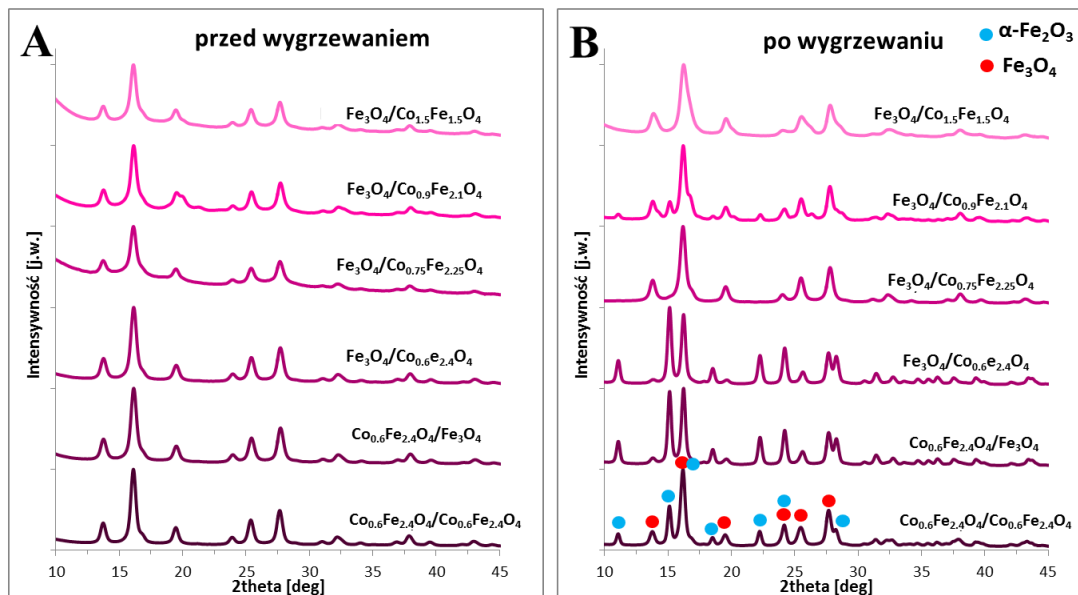 A
przed wygrzewaniem
Fe₃O₄/Co₁.₅Fe₁.₅O₄
Fe₃O₄/Co₀.₉Fe₂.₁O₄
Fe₃O₄/Co₀.₇₅Fe₂.₂₅O₄
Fe₃O₄/Co₀.₆e₂.₄O₄
Co₀.₆Fe₂.₄O₄/Fe₃O₄
Co₀.₆Fe₂.₄O₄/Co₀.₆Fe₂.₄O₄
Intensywność [j.w.]
10 15 20 25 30 35 40 45
2theta [deg]
B
po wygrzewaniu
α-Fe₂O₃
Fe₃O₄
Fe₃O₄/Co₁.₅Fe₁.₅O₄
Fe₃O₄/Co₀.₉Fe₂.₁O₄
Fe₃O₄/Co₀.₇₅Fe₂.₂₅O₄
Fe₃O₄/Co₀.₆e₂.₄O₄
Co₀.₆Fe₂.₄O₄/Fe₃O₄
Co₀.₆Fe₂.₄O₄/Co₀.₆Fe₂.₄O₄
Intensywność [j.w.]
10 15 20 25 30 35 40 45
2theta [deg]